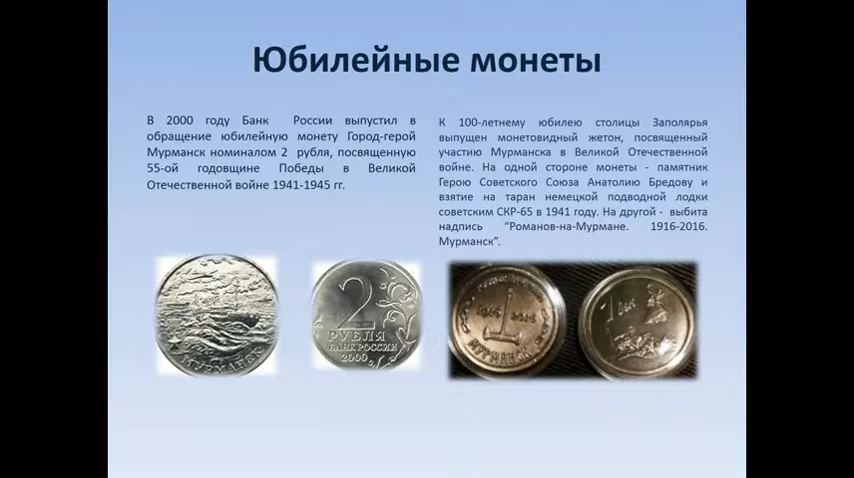 Юбилейные монеты
В 2000 году Банк России выпустил в
обращение юбилейную монету Город-герой
Мурманск номиналом 2 рубля, посвященную
55-ой годовщине Победы в Великой
Отечественной войне 1941-1945 гг.
К 100-летнему юбилею столицы Заполярья
выпущен монетовидный жетон, посвященный
участию Мурманска в Великой Отечественной
войне. На одной стороне монеты - памятник
Герою Советского Союза Анатолию Бредову и
взятие на таран немецкой подводной лодки
советским СКР-65 в 1941 году. На другой - выбита
надпись “Романов-на-Мурмане. 1916-2016.
Мурманск”.
МУРМАНСК
2
РУБЛЯ
БАНК РОССИИ
2000
1916 2016
МУРМАНСК